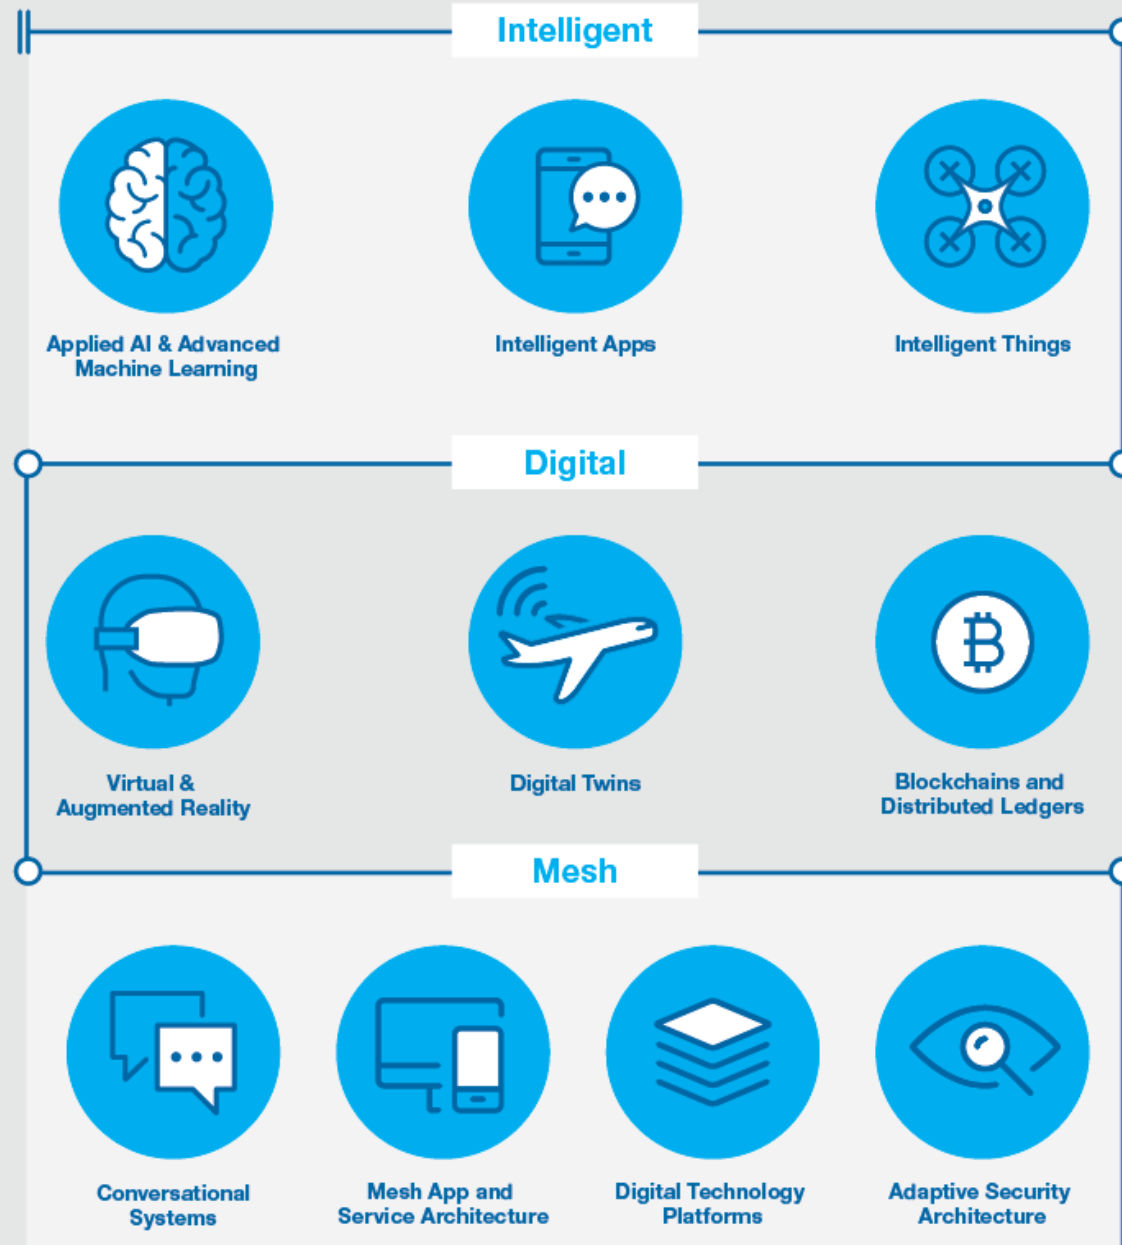 Intelligent
Applied AI & Advanced
Machine Learning
Intelligent Apps
Intelligent Things
Digital
Virtual &
Augmented Reality
Digital Twins
Blockchains and
Distributed Ledgers
Mesh
Conversational
Systems
Mesh App and
Service Architecture
Digital Technology
Platforms
Adaptive Security
Architecture